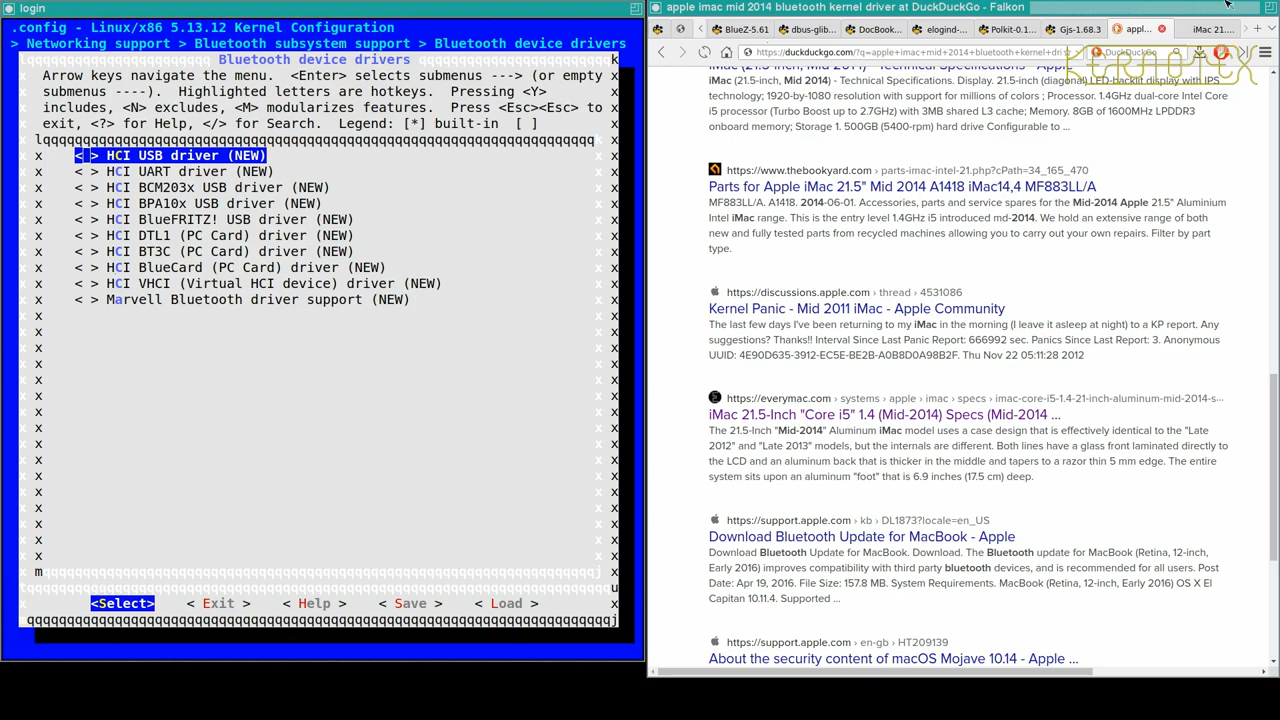 login
.config - Linux/x86 5.13.12 Kernel Configuration
> Networking support > Bluetooth subsystem support > Bluetooth device drivers
Bluetooth device drivers
Arrow keys navigate the menu. <Enter> selects submenus ---> (or empty
submenus ----). Highlighted letters are hotkeys. Pressing <Y>
includes, <N> excludes, <M> modularizes features. Press <Esc><Esc> to
exit, <?> for Help, </> for Search. Legend: [*] built-in [ ]
< > HCI USB driver (NEW)
< > HCI UART driver (NEW)
< > HCI BCM203x USB driver (NEW)
< > HCI BPA10x USB driver (NEW)
< > HCI BlueFRITZ! USB driver (NEW)
< > HCI DTL1 (PC Card) driver (NEW)
< > HCI BT3C (PC Card) driver (NEW)
< > HCI BlueCard (PC Card) driver (NEW)
< > HCI VHCI (Virtual HCI device) driver (NEW)
< > Marvell Bluetooth driver support (NEW)
<Select> < Exit > < Help > < Save > < Load >
apple imac mid 2014 bluetooth kernel driver at DuckDuckGo - Falkon
BlueZ-5.61 dbus-glib... DocBook... elogind-... Polkit-0.1... Gjs-1.68.3 appl... iMac 21....
https://duckduckgo.com/?q=apple+imac+mid+2014+bluetooth+kernel+dri DuckDuckGo
KERNOTEX
iMac (21.5-inch, Mid 2014) - Technical Specifications - Appl
iMac (21.5-inch, Mid 2014) - Technical Specifications. Display. 21.5-inch (diagonal) LED-backlit display with IPS
technology; 1920-by-1080 resolution with support for millions of colors ; Processor. 1.4GHz dual-core Intel Core
i5 processor (Turbo Boost up to 2.7GHz) with 3MB shared L3 cache; Memory. 8GB of 1600MHz LPDDR3
onboard memory; Storage 1. 500GB (5400-rpm) hard drive Configurable to ...
https://www.thebookyard.com › parts-imac-intel-21.php?cPath=34_165_470
Parts for Apple iMac 21.5" Mid 2014 A1418 iMac14,4 MF883LL/A
MF883LL/A. A1418. 2014-06-01. Accessories, parts and service spares for the Mid-2014 Apple 21.5" Aluminium
Intel iMac range. This is the entry level 1.4GHz i5 introduced md-2014. We hold an extensive range of both
new and fully tested parts from recycled machines allowing you to carry out your own repairs. Filter by part
type.
https://discussions.apple.com › thread › 4531086
Kernel Panic - Mid 2011 iMac - Apple Community
The last few days I've been returning to my iMac in the morning (I leave it asleep at night) to a KP report. Any
suggestions? Thanks!! Interval Since Last Panic Report: 666992 sec. Panics Since Last Report: 3. Anonymous
UUID: 4E90D635-3912-EC5E-BE2B-A0B8D0A98B2F. Thu Nov 22 05:11:28 2012
https://everymac.com › systems › apple › imac › specs › imac-core-i5-1.4-21-inch-aluminum-mid-2014-s···
iMac 21.5-Inch "Core i5" 1.4 (Mid-2014) Specs (Mid-2014 ...
The 21.5-Inch "Mid-2014" Aluminum iMac model uses a case design that is effectively identical to the "Late
2012" and "Late 2013" models, but the internals are different. Both lines have a glass front laminated directly to
the LCD and an aluminum back that is thicker in the middle and tapers to a razor thin 5 mm edge. The entire
system sits upon an aluminum "foot" that is 6.9 inches (17.5 cm) deep.
https://support.apple.com › kb › DL1873?locale=en_US
Download Bluetooth Update for MacBook - Apple
Download Bluetooth Update for MacBook. Download. The Bluetooth update for MacBook (Retina, 12-inch,
Early 2016) improves compatibility with third party bluetooth devices, and is recommended for all users. Post
Date: Apr 19, 2016. File Size: 157.8 MB. System Requirements. MacBook (Retina, 12-inch, Early 2016) OS X El
Capitan 10.11.4. Supported ...
https://support.apple.com › en-gb › HT209139
About the security content of macOS Mojave 10.14 - Apple ...